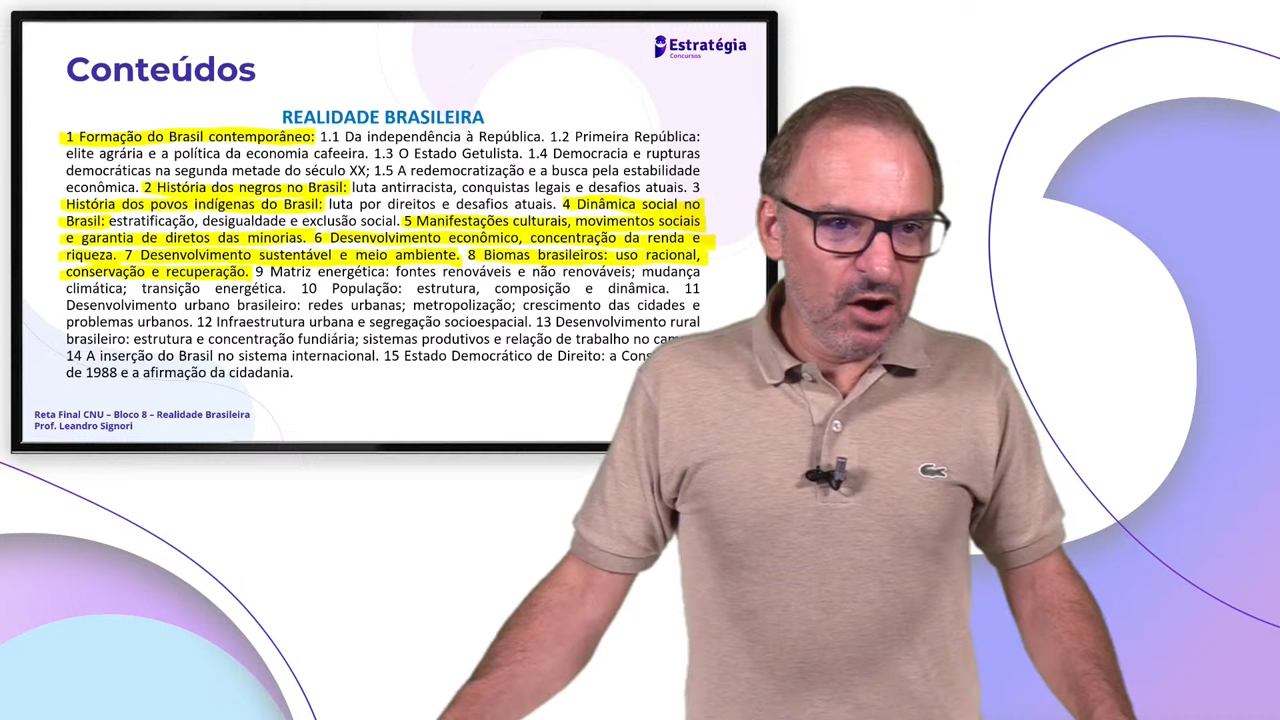 Conteúdos
Estratégia
Concursos
REALIDADE BRASILEIRA
1 Formação do Brasil contemporâneo: 1.1 Da independência à República. 1.2 Primeira República:
elite agrária e a política da economia cafeeira. 1.3 O Estado Getulista. 1.4 Democracia e rupturas
democráticas na segunda metade do século XX; 1.5 A redemocratização e a busca pela estabilidade
econômica. 2 História dos negros no Brasil: luta antirracista, conquistas legais e desafios atuais. 3
História dos povos indígenas do Brasil: luta por direitos e desafios atuais. 4 Dinâmica social no
Brasil: estratificação, desigualdade e exclusão social. 5 Manifestações culturais, movimentos sociais
e garantia de diretos das minorias. 6 Desenvolvimento econômico, concentração da renda e
riqueza. 7 Desenvolvimento sustentável e meio ambiente. 8 Biomas brasileiros: uso racional,
conservação e recuperação. 9 Matriz energética: fontes renováveis e não renováveis; mudança
climática; transição energética. 10 População: estrutura, composição e dinâmica. 11
Desenvolvimento urbano brasileiro: redes urbanas; metropolização; crescimento das cidades e
problemas urbanos. 12 Infraestrutura urbana e segregação socioespacial. 13 Desenvolvimento rural
brasileiro: estrutura e concentração fundiária; sistemas produtivos e relação de trabalho no
14 A inserção do Brasil no sistema internacional. 15 Estado Democrático de Direito: a
de 1988 e a afirmação da cidadania.
Reta Final CNU – Bloco 8 – Realidade Brasileira
Prof. Leandro Signori